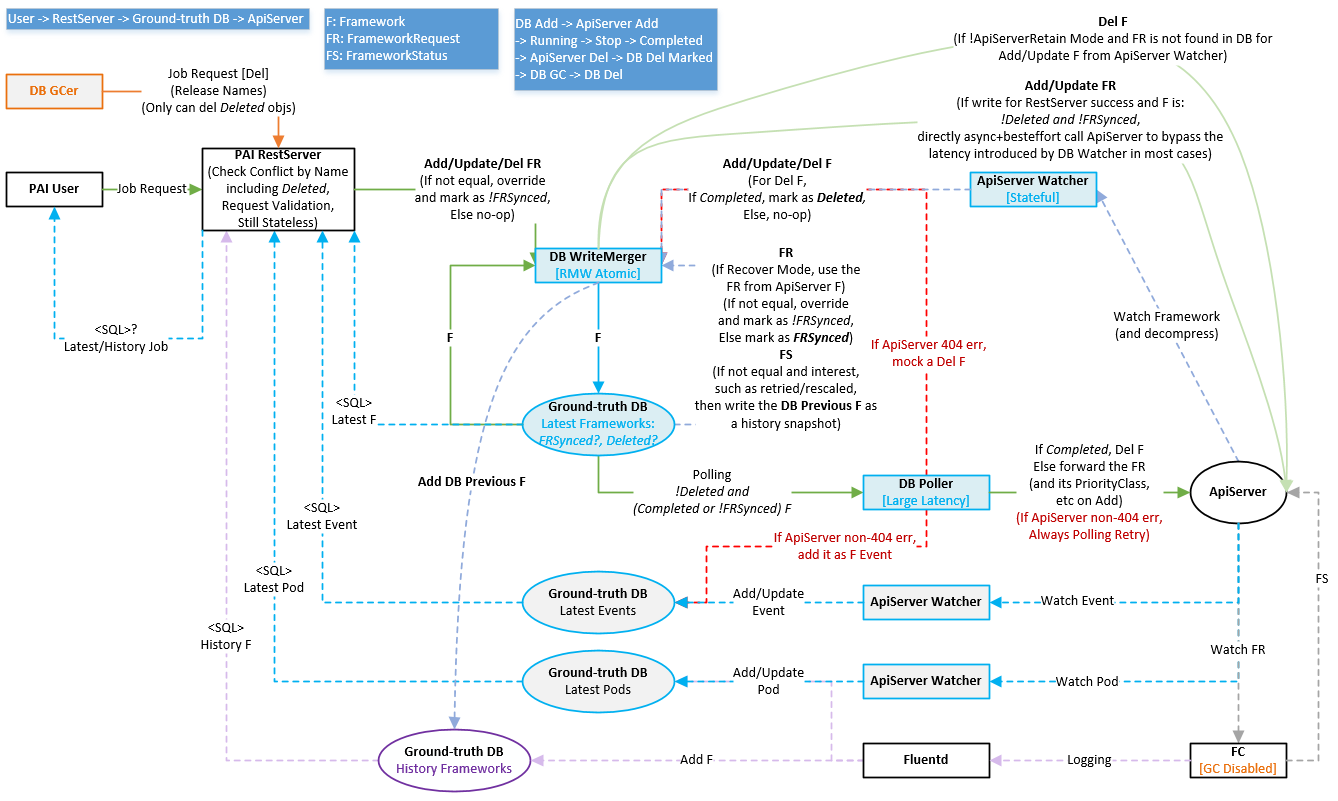 User -> RestServer -> Ground-truth DB -> ApiServer
F: Framework
FR: FrameworkRequest
FS: FrameworkStatus
DB Add -> ApiServer Add
-> Running -> Stop -> Completed
-> ApiServer Del -> DB Del Marked
-> DB GC -> DB Del
Del F
(If !ApiServerRetain Mode and FR is not found in DB for
Add/Update F from ApiServer Watcher)
DB GCer
Job Request [Del]
(Release Names)
(Only can del Deleted objs)
Add/Update FR
(If write for RestServer success and F is:
!Deleted and !FRSynced,
directly async+besteffort call ApiServer to bypass the
latency introduced by DB Watcher in most cases)
PAI User
Job Request
PAI RestServer
(Check Conflict by Name
including Deleted,
Request Validation,
Still Stateless)
Add/Update/Del FR
(If not equal, override
and mark as !FRSynced,
Else no-op)
Add/Update/Del F
(For Del F,
If Completed, mark as Deleted,
Else, no-op)
ApiServer Watcher
[Stateful]
DB WriteMerger
[RMW Atomic]
FR
(If Recover Mode, use the
FR from ApiServer F)
(If not equal, override
and mark as !FRSynced,
Else mark as FRSynced)
FS
(If not equal and interest,
such as retried/rescaled,
then write the DB Previous F as
a history snapshot)
<SQL>?
Latest/History Job
F
F
If ApiServer 404 err,
mock a Del F
Watch Framework
(and decompress)
<SQL>
Latest F
Ground-truth DB
Latest Frameworks:
FRSynced?, Deleted?
Add DB Previous F
Polling
!Deleted and
(Completed or !FRSynced) F
DB Poller
[Large Latency]
If Completed, Del F
Else forward the FR
(and its PriorityClass,
etc on Add)
(If ApiServer non-404 err,
Always Polling Retry)
ApiServer
<SQL>
Latest Event
If ApiServer non-404 err,
add it as F Event
<SQL>
Latest Pod
Ground-truth DB
Latest Events
Add/Update
Event
ApiServer Watcher
Watch Event
FS
<SQL>
History F
Watch FR
Ground-truth DB
Latest Pods
Add/Update
Pod
ApiServer Watcher
Watch Pod
Ground-truth DB
History Frameworks
Add F
Fluentd
Logging
FC
[GC Disabled]